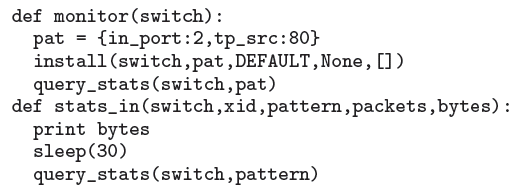 def monitor(switch):
  pat = {in_port:2,tp_src:80}
  install(switch,pat,DEFAULT,None,[])
  query_stats(switch,pat)
def stats_in(switch,xid,pattern,packets,bytes):
  print bytes
  sleep(30)
  query_stats(switch,pattern)